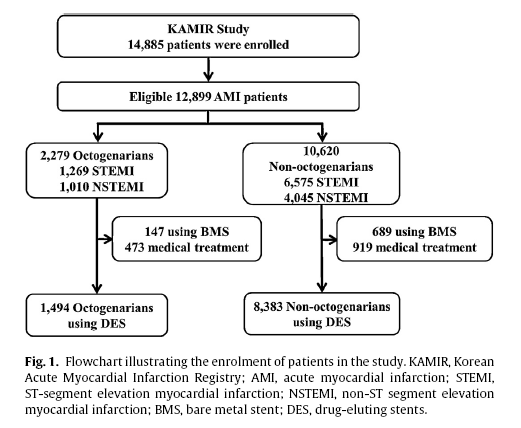 KAMIR Study
14,885 patients were enrolled
Eligible 12,899 AMI patients
2,279 Octogenarians
1,269 STEMI
1,010 NSTEMI
10,620
Non-octogenarians
6,575 STEMI
4,045 NSTEMI
147 using BMS
473 medical treatment
689 using BMS
919 medical treatment
1,494 Octogenarians
using DES
8,383 Non-octogenarians
using DES
Fig. 1. Flowchart illustrating the enrolment of patients in the study. KAMIR, Korean
Acute Myocardial Infarction Registry; AMI, acute myocardial infarction; STEMI,
ST-segment elevation myocardial infarction; NSTEMI, non-ST segment elevation
myocardial infarction; BMS, bare metal stent; DES, drug-eluting stents.